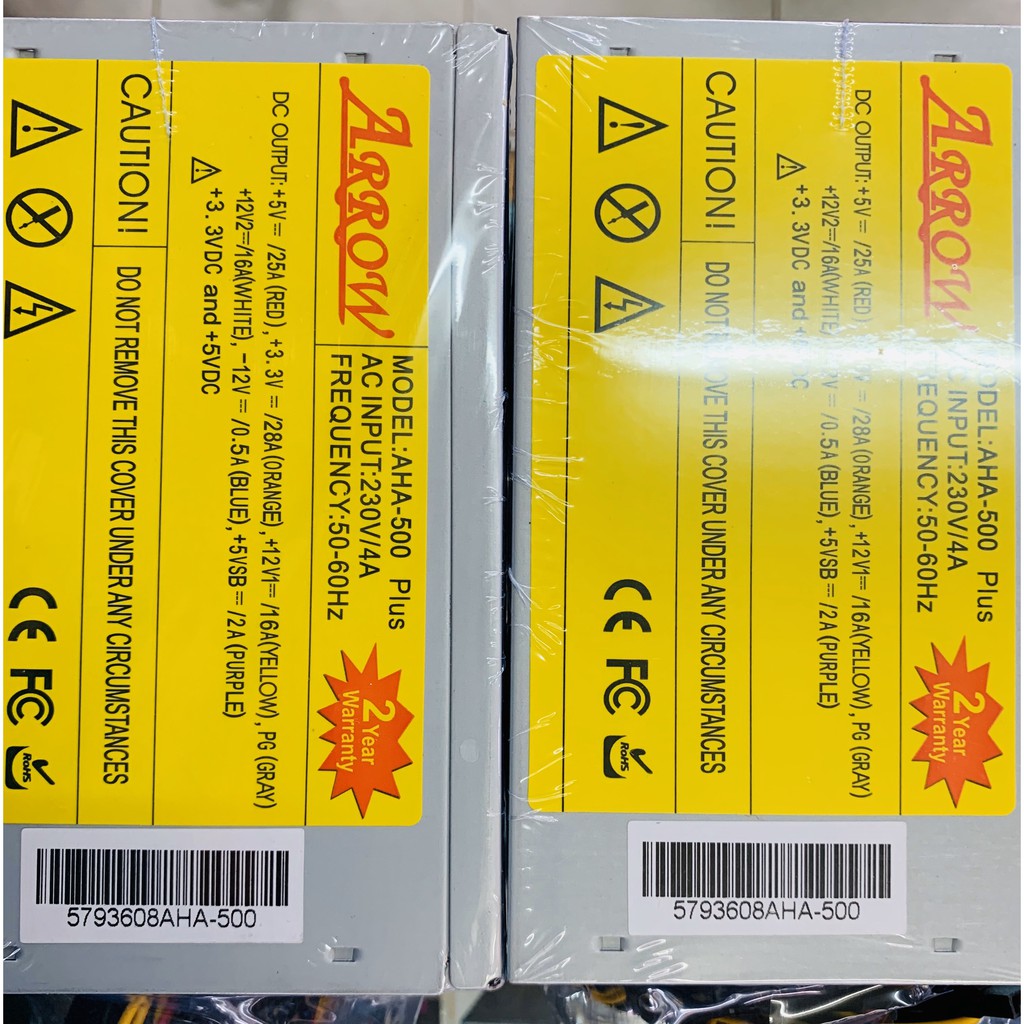 ARROW
MODEL:AHA-500 Plus
AC INPUT:230V/4A
FREQUENCY:50-60Hz
2 Year
Warranty
DC OUTPUT:+5V⎓/25A (RED), +3.3V⎓/28A(ORANGE), +12V1⎓/16A(YELLOW), PG (GRAY)
+12V2⎓/16A(WHITE), -12V⎓/0.5A (BLUE), +5VSB⎓/2A (PURPLE)
+3.3VDC and +5VDC
CAUTION!
DO NOT REMOVE THIS COVER UNDER ANY CIRCUMSTANCES
CE FC RoHS
5793608AHA-500
ARROW
MODEL:AHA-500 Plus
INPUT:230V/4A
50-60Hz
2 Year
Warranty
DC OUTPUT:+5V⎓/25A (RED) /28A(ORANGE), +12V1⎓/16A(YELLOW), PG (GRAY)
+12V2⎓/16A(WHITE) /0.5A (BLUE), +5VSB⎓/2A (PURPLE)
+3.3VDC and
CAUTION!
DO NOT THIS COVER UNDER ANY CIRCUMSTANCES
CE FC RoHS
5793608AHA-500